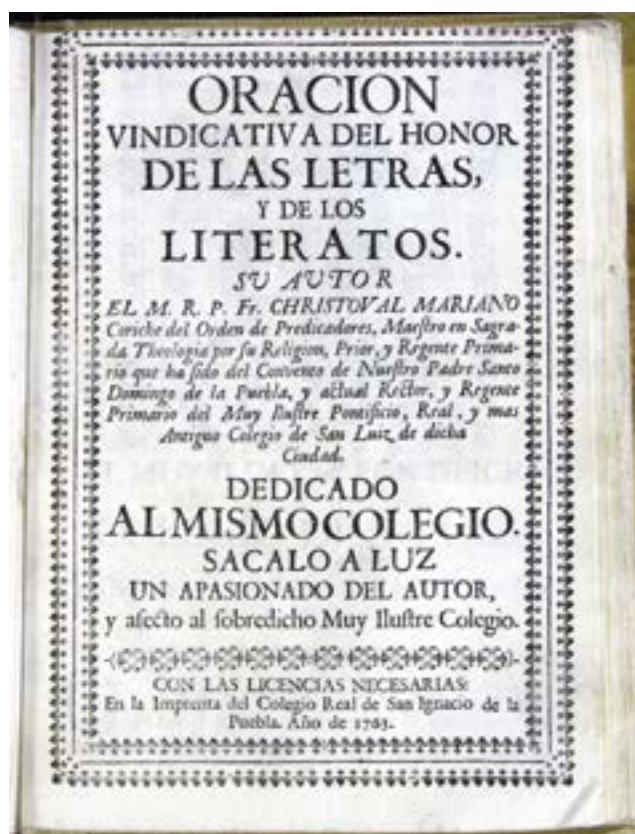 ORACION
VINDICATIVA DEL HONOR
DE LAS LETRAS,
Y DE LOS
LITERATOS.
SU AUTOR
EL M. R. P. Fr. CHRISTOVAL MARIANO
Coriche del Orden de Predicadores, Maeſtro en Sagra-
da Theologia por ſu Religion, Prior, y Regente Prima-
rio que ha ſido del Convento de Nueſtro Padre Santo
Domingo de la Puebla, y actual Rector, y Regente
Primario del Muy Iluſtre Pontificio, Real, y mas
Antiguo Colegio de San Luiz de dicha
Ciudad.
DEDICADO
AL MISMO COLEGIO.
SACALO A LUZ
UN APASIONADO DEL AUTOR,
y afecto al ſobredicho Muy Iluſtre Colegio.
CON LAS LICENCIAS NECESARIAS:
En la Imprenta del Colegio Real de San Ignacio de la
Puebla. Año de 1763.